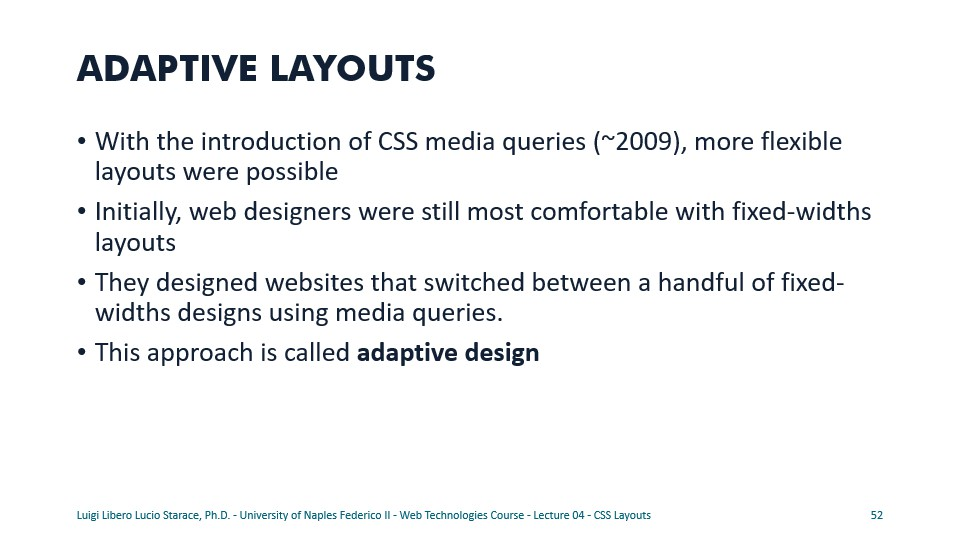 ADAPTIVE LAYOUTS
• With the introduction of CSS media queries (~2009), more flexible
layouts were possible
• Initially, web designers were still most comfortable with fixed-widths
layouts
• They designed websites that switched between a handful of fixed-
widths designs using media queries.
• This approach is called adaptive design
Luigi Libero Lucio Starace, Ph.D. - University of Naples Federico II - Web Technologies Course - Lecture 04 - CSS Layouts
52